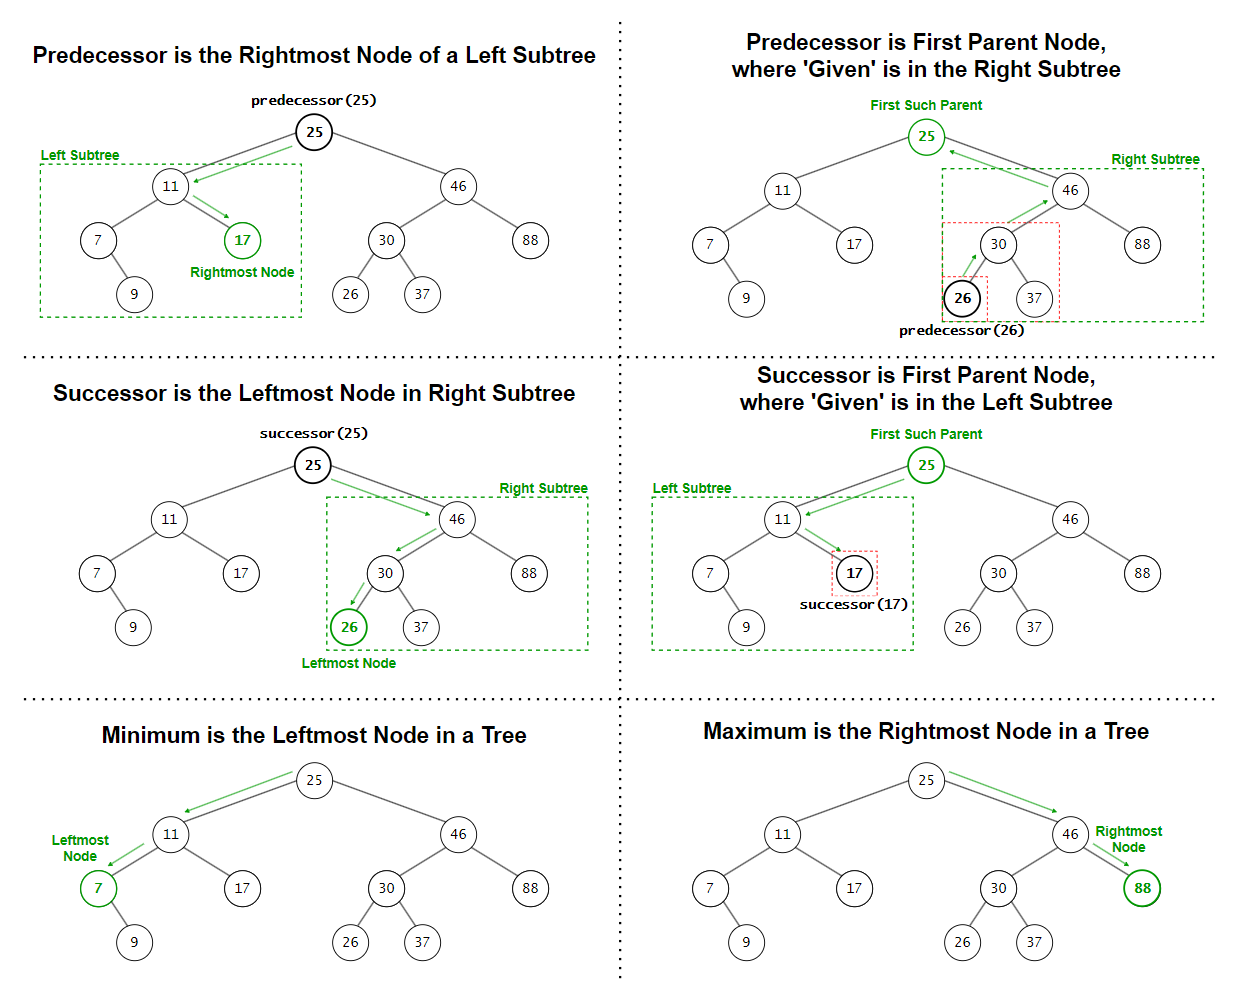 Predecessor is the Rightmost Node of a Left Subtree
predecessor(25)
25
Left Subtree
11
46
7
17
30
88
Rightmost Node
9
26
37
Predecessor is First Parent Node,
where 'Given' is in the Right Subtree
First Such Parent
25
Right Subtree
11
46
7
17
30
88
9
26
37
predecessor(26)
Successor is the Leftmost Node in Right Subtree
successor(25)
25
Right Subtree
11
46
7
17
30
88
9
26
37
Leftmost Node
Successor is First Parent Node,
where 'Given' is in the Left Subtree
First Such Parent
25
Left Subtree
11
46
7
17
30
88
successor(17)
9
26
37
Minimum is the Leftmost Node in a Tree
25
11
46
Leftmost
Node
7
17
30
88
9
26
37
Maximum is the Rightmost Node in a Tree
25
11
46
Rightmost
Node
7
17
30
88
9
26
37